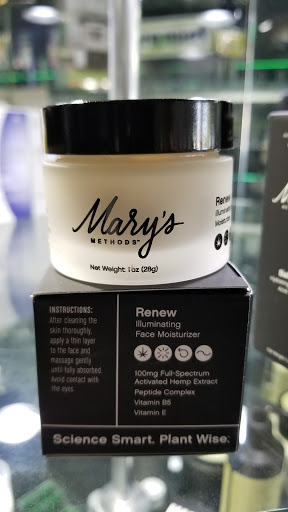 Mary's
METHODS™
Net Weight: 1oz (28g)
Renew
INSTRUCTIONS:
After cleaning the
skin thoroughly,
apply a thin layer
to the face and
massage gently
until fully absorbed.
Avoid contact with
the eyes.
Renew
Illuminating
Face Moisturizer
100mg Full-Spectrum
Activated Hemp Extract
Peptide Complex
Vitamin B5
Vitamin E
Science Smart. Plant Wise.